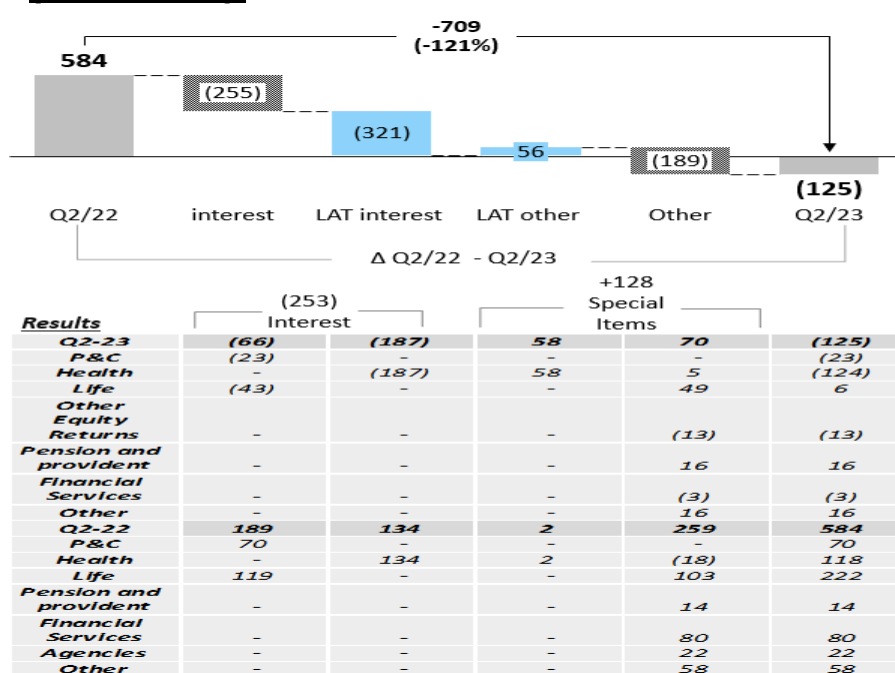 -709
(-121%)
584
(255)
(321)
56
(189)
(125)
Q2/22 interest LAT interest LAT other Other Q2/23
Δ Q2/22 - Q2/23
+128
(253) Special
Results Interest Items
Q2-23 (66) (187) 58 70 (125)
P&C (23) - - - (23)
Health - (187) 58 5 (124)
Life (43) - - 49 6
Other
Equity
Returns - - - (13) (13)
Pension and
provident - - - 16 16
Financial
Services - - - (3) (3)
Other - - - 16 16
Q2-22 189 134 2 259 584
P&C 70 - - - 70
Health - 134 2 (18) 118
Life 119 - - 103 222
Pension and
provident - - - 14 14
Financial
Services - - - 80 80
Agencies - - - 22 22
Other - - - 58 58